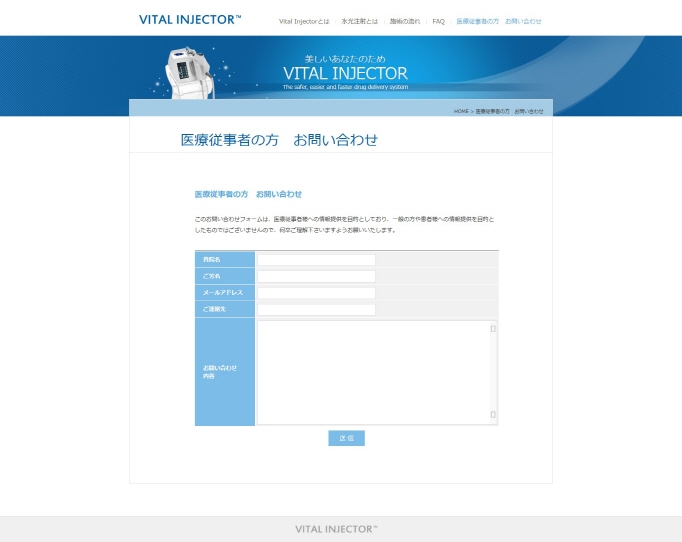 VITAL INJECTOR™
Vital Injectorとは 水光注射とは 施術の流れ FAQ 医療従事者の方 お問い合わせ
美しいあなたのため
VITAL INJECTOR
The safer, easier and faster drug delivery system
HOME > 医療従事者の方 お問い合わせ
医療従事者の方 お問い合わせ
医療従事者の方 お問い合わせ
このお問い合わせフォームは、医療従事者様への情報提供を目的としており、一般の方や患者様への情報提供を目的と
したものではございませんので、何卒ご理解下さいますようお願いいたします。
貴院名
ご芳名
メールアドレス
ご連絡先
お問い合わせ
内容
送 信
VITAL INJECTOR™